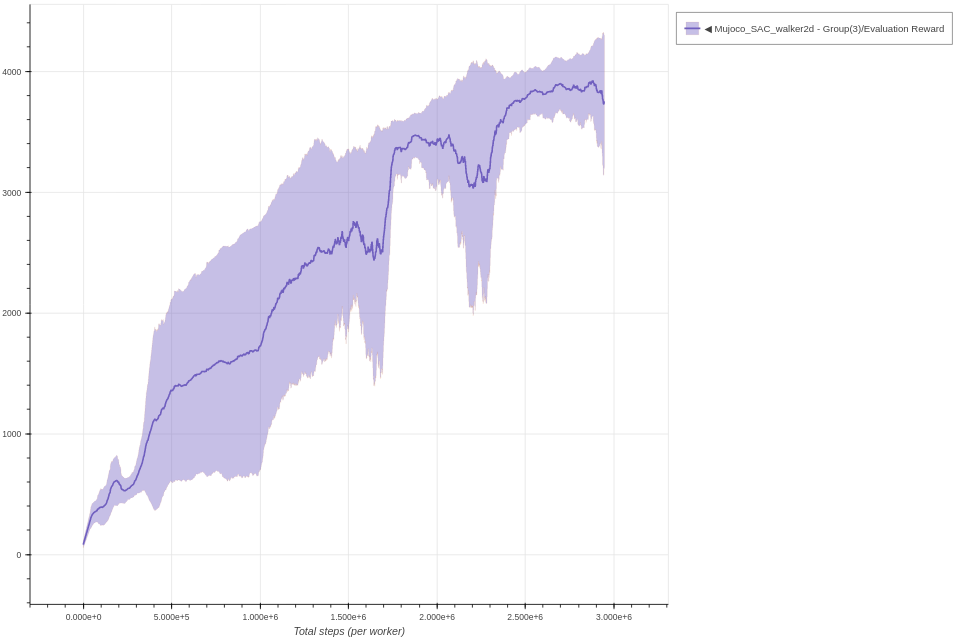 ◀ Mujoco_SAC_walker2d - Group(3)/Evaluation Reward
4000
3000
2000
1000
0
0.000e+0 5.000e+5 1.000e+6 1.500e+6 2.000e+6 2.500e+6 3.000e+6
Total steps (per worker)